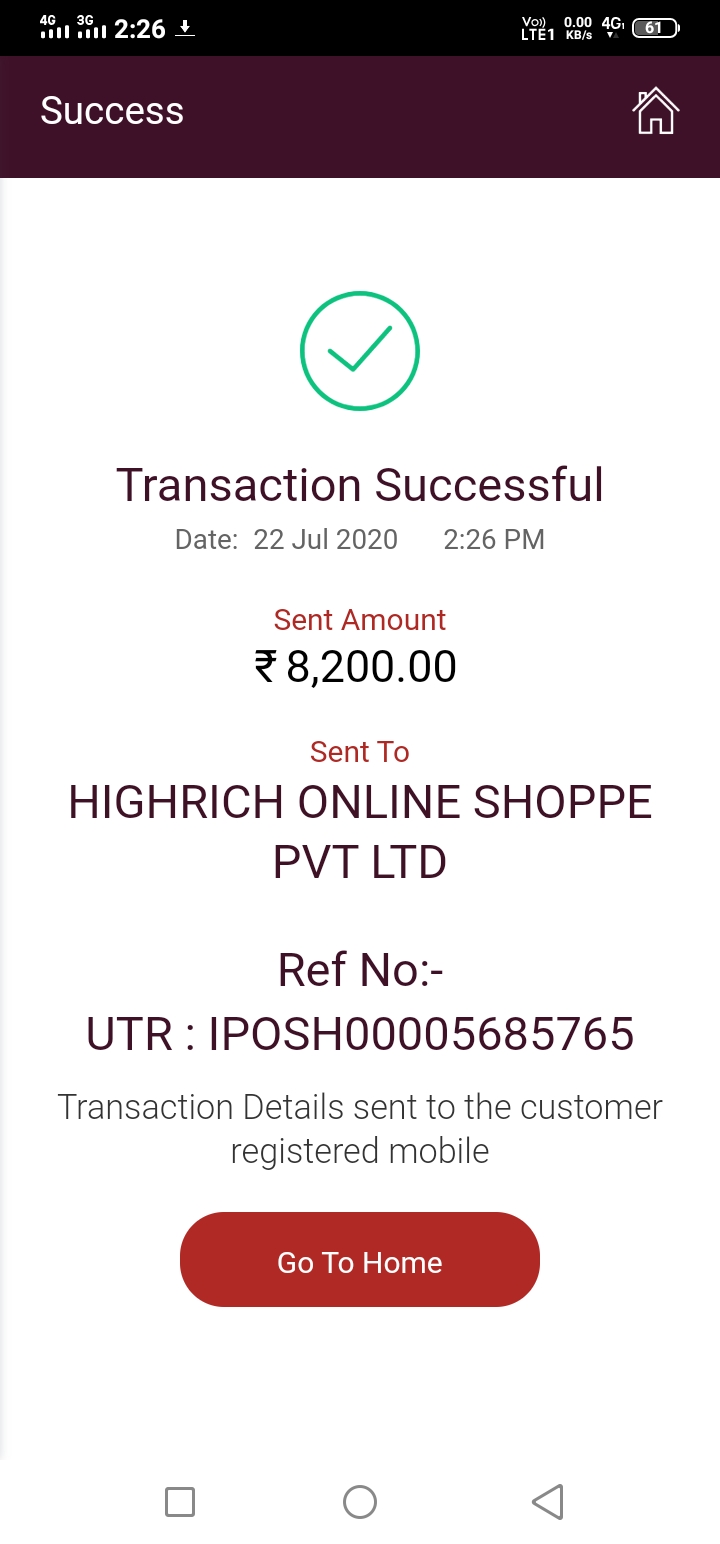 4G 3G 2:26 Vo)) LTE1 0.00 KB/s 4G 61
Success
Transaction Successful
Date: 22 Jul 2020 2:26 PM
Sent Amount
₹ 8,200.00
Sent To
HIGHRICH ONLINE SHOPPE
PVT LTD
Ref No:-
UTR : IPOSH00005685765
Transaction Details sent to the customer
registered mobile
Go To Home